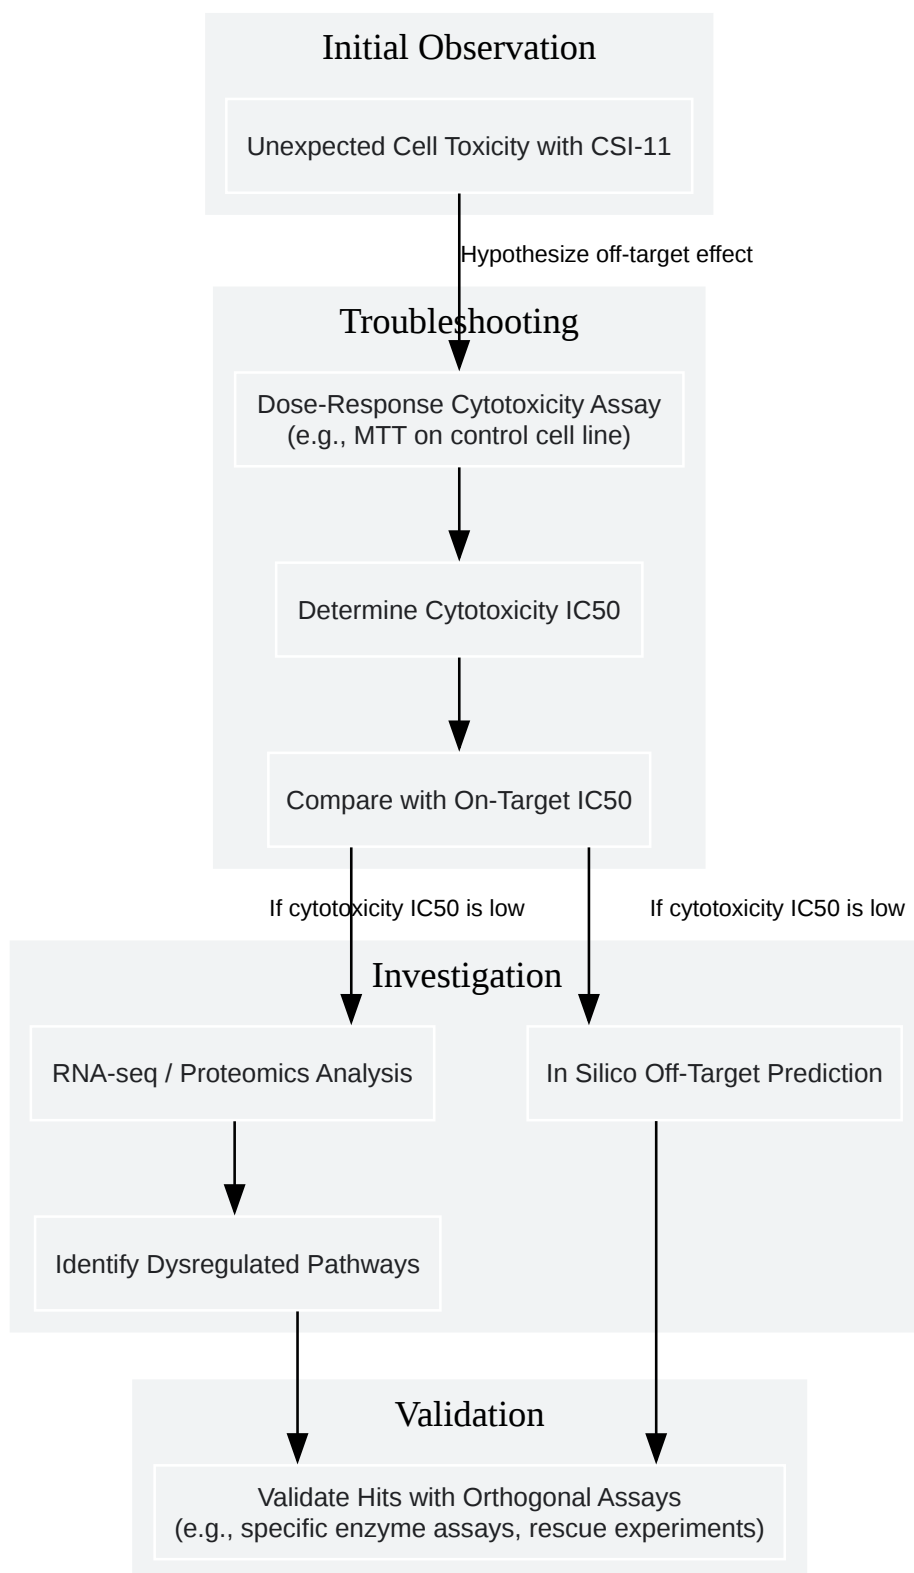 Initial Observation
Unexpected Cell Toxicity with CSI-11
Hypothesize off-target effect
Troubleshooting
Dose-Response Cytotoxicity Assay
(e.g., MTT on control cell line)
Determine Cytotoxicity IC50
Compare with On-Target IC50
If cytotoxicity IC50 is low
If cytotoxicity IC50 is low
Investigation
RNA-seq / Proteomics Analysis
In Silico Off-Target Prediction
Identify Dysregulated Pathways
Validation
Validate Hits with Orthogonal Assays
(e.g., specific enzyme assays, rescue experiments)